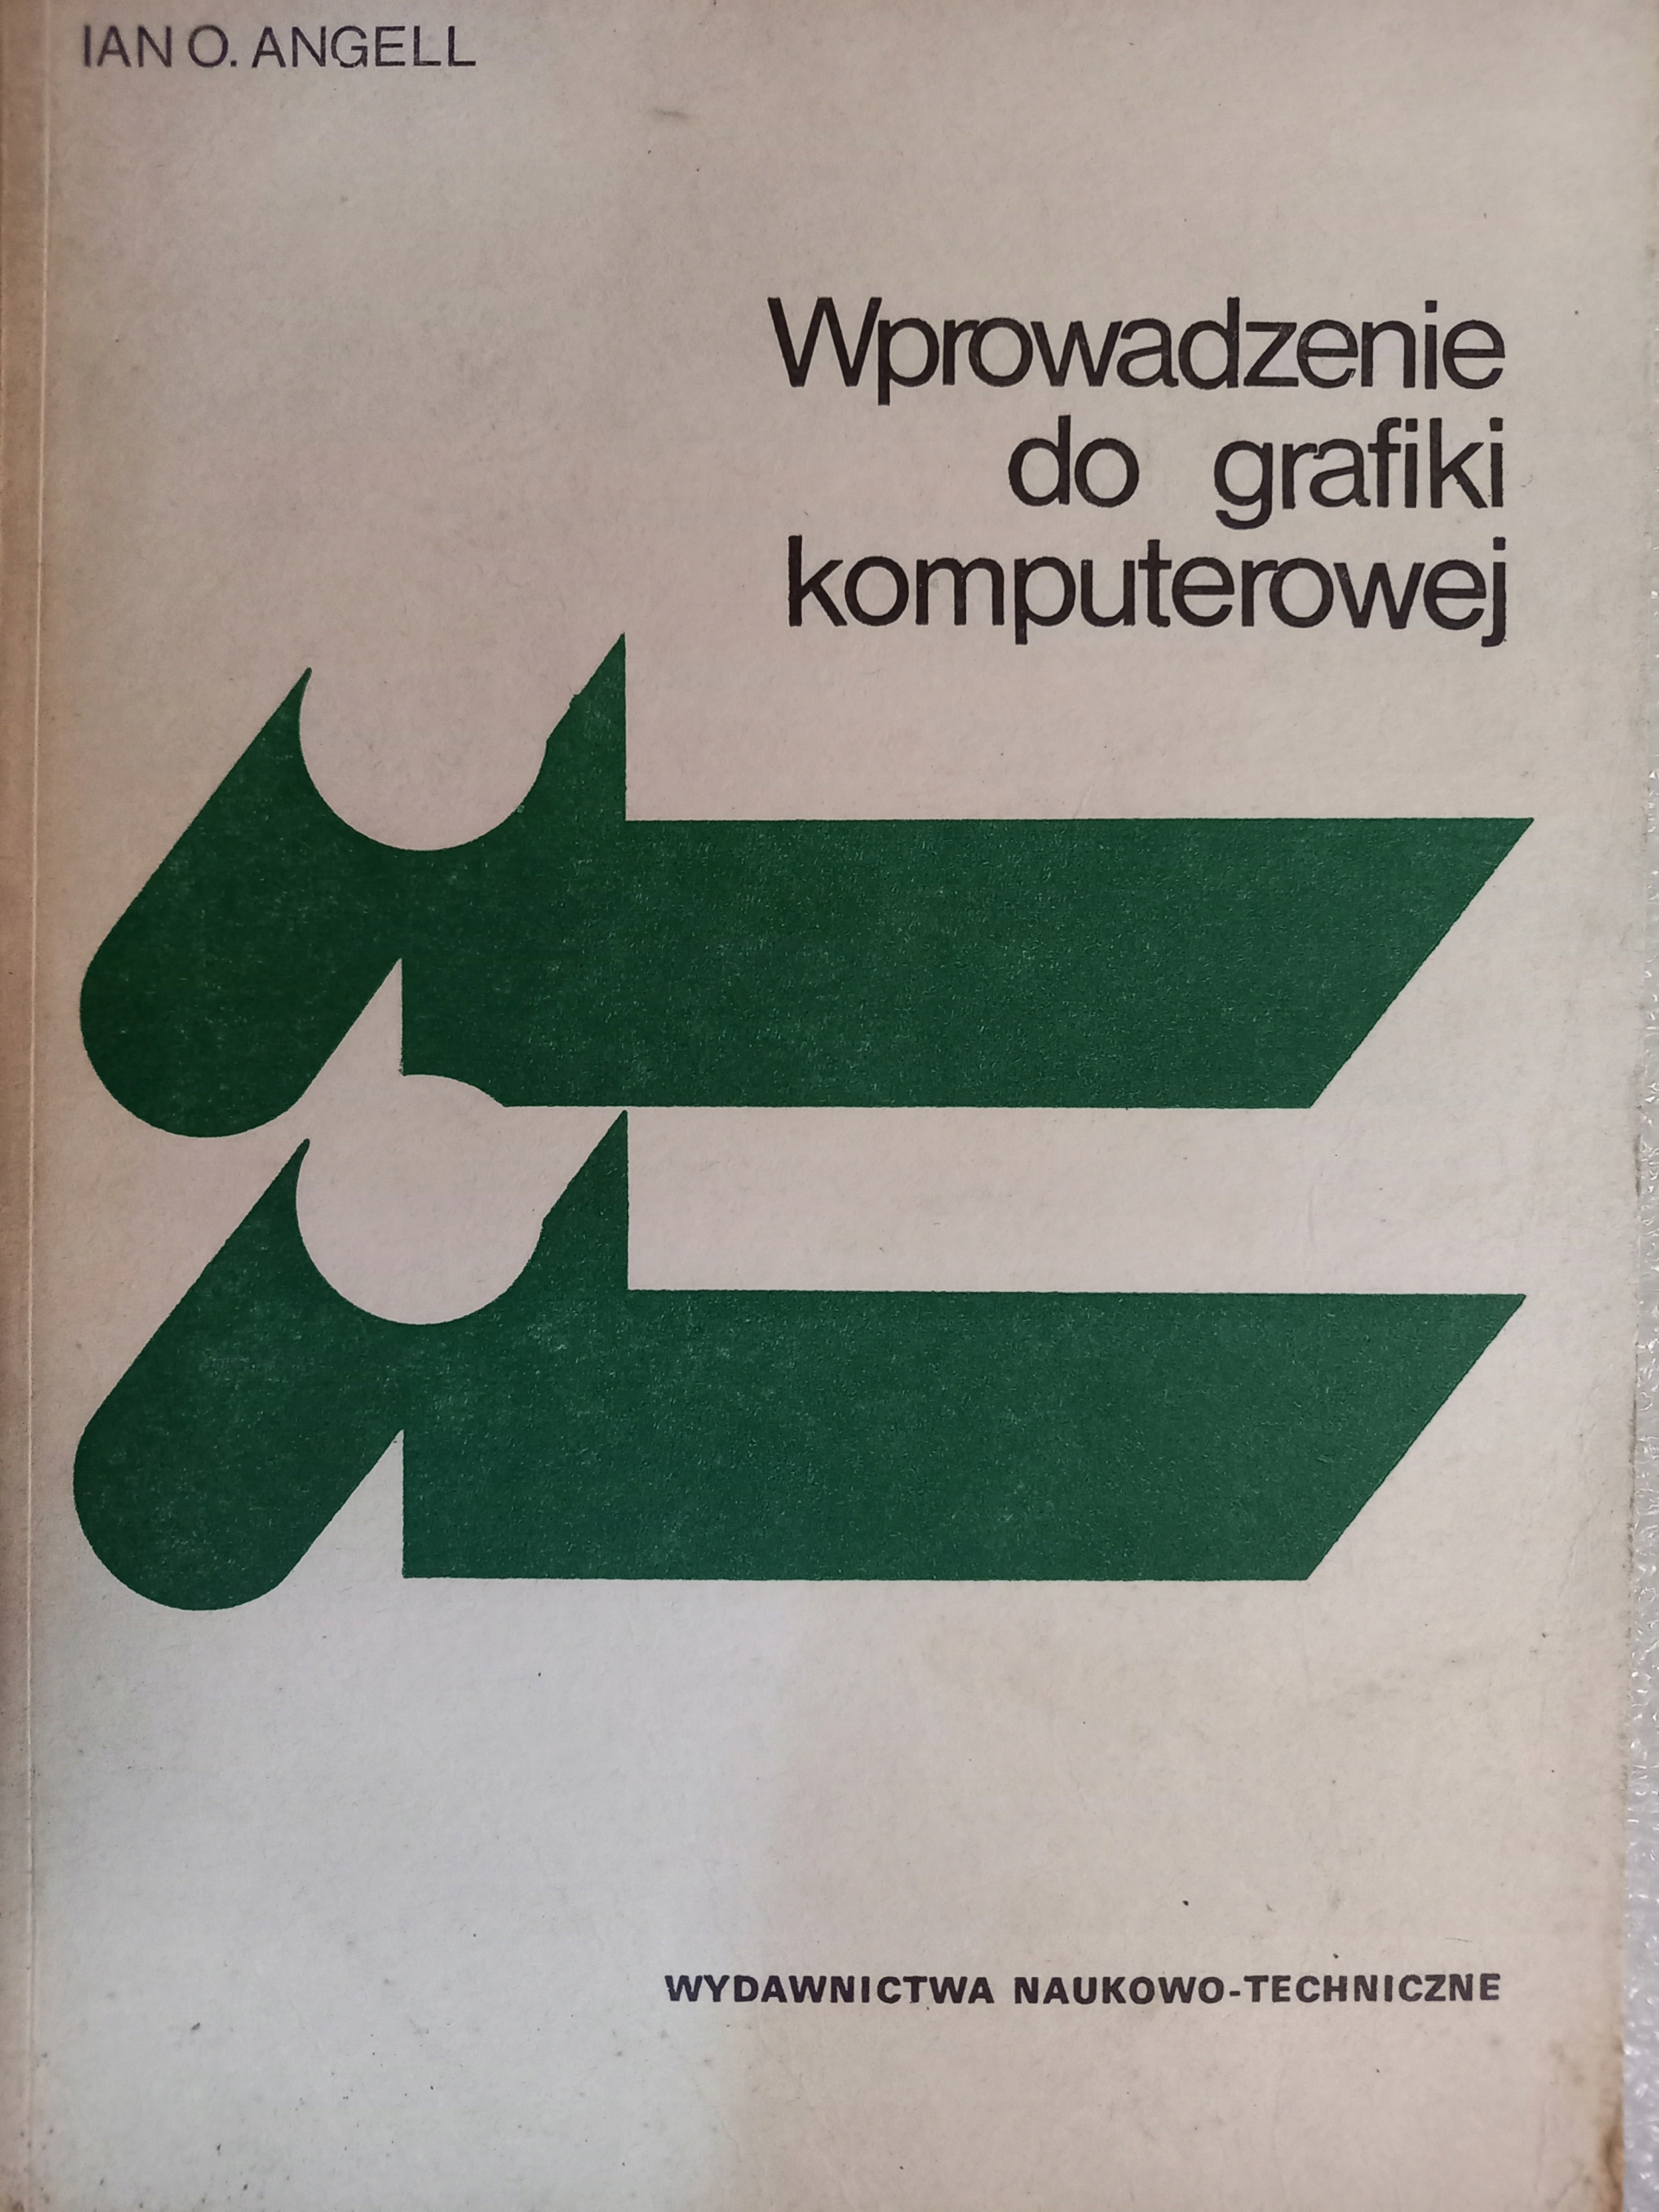 IAN O. ANGELL
Wprowadzenie
do grafiki
komputerowej
WYDAWNICTWA NAUKOWO-TECHNICZNE